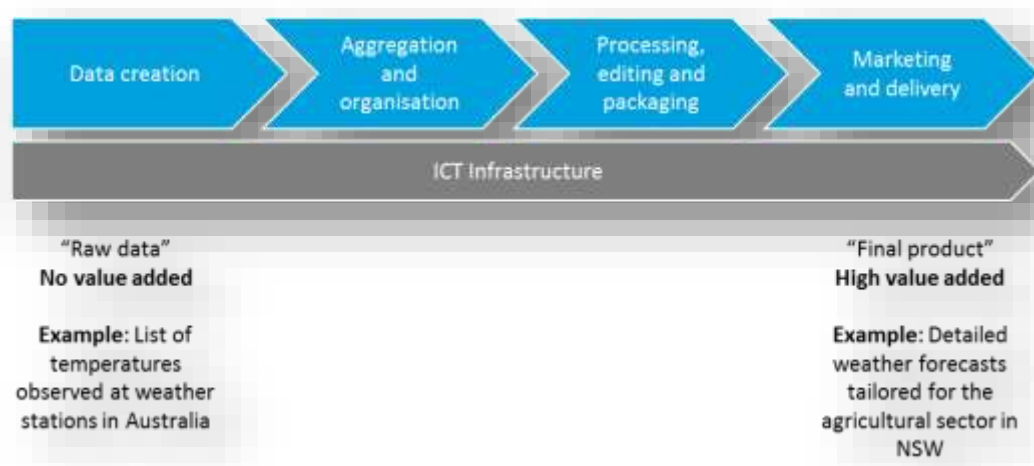 Data creation
Aggregation
and
organisation
Processing,
editing and
packaging
Marketing
and delivery
ICT Infrastructure
“Raw data”
No value added
Example: List of
temperatures
observed at weather
stations in Australia
“Final product”
High value added
Example: Detailed
weather forecasts
tailored for the
agricultural sector in
NSW